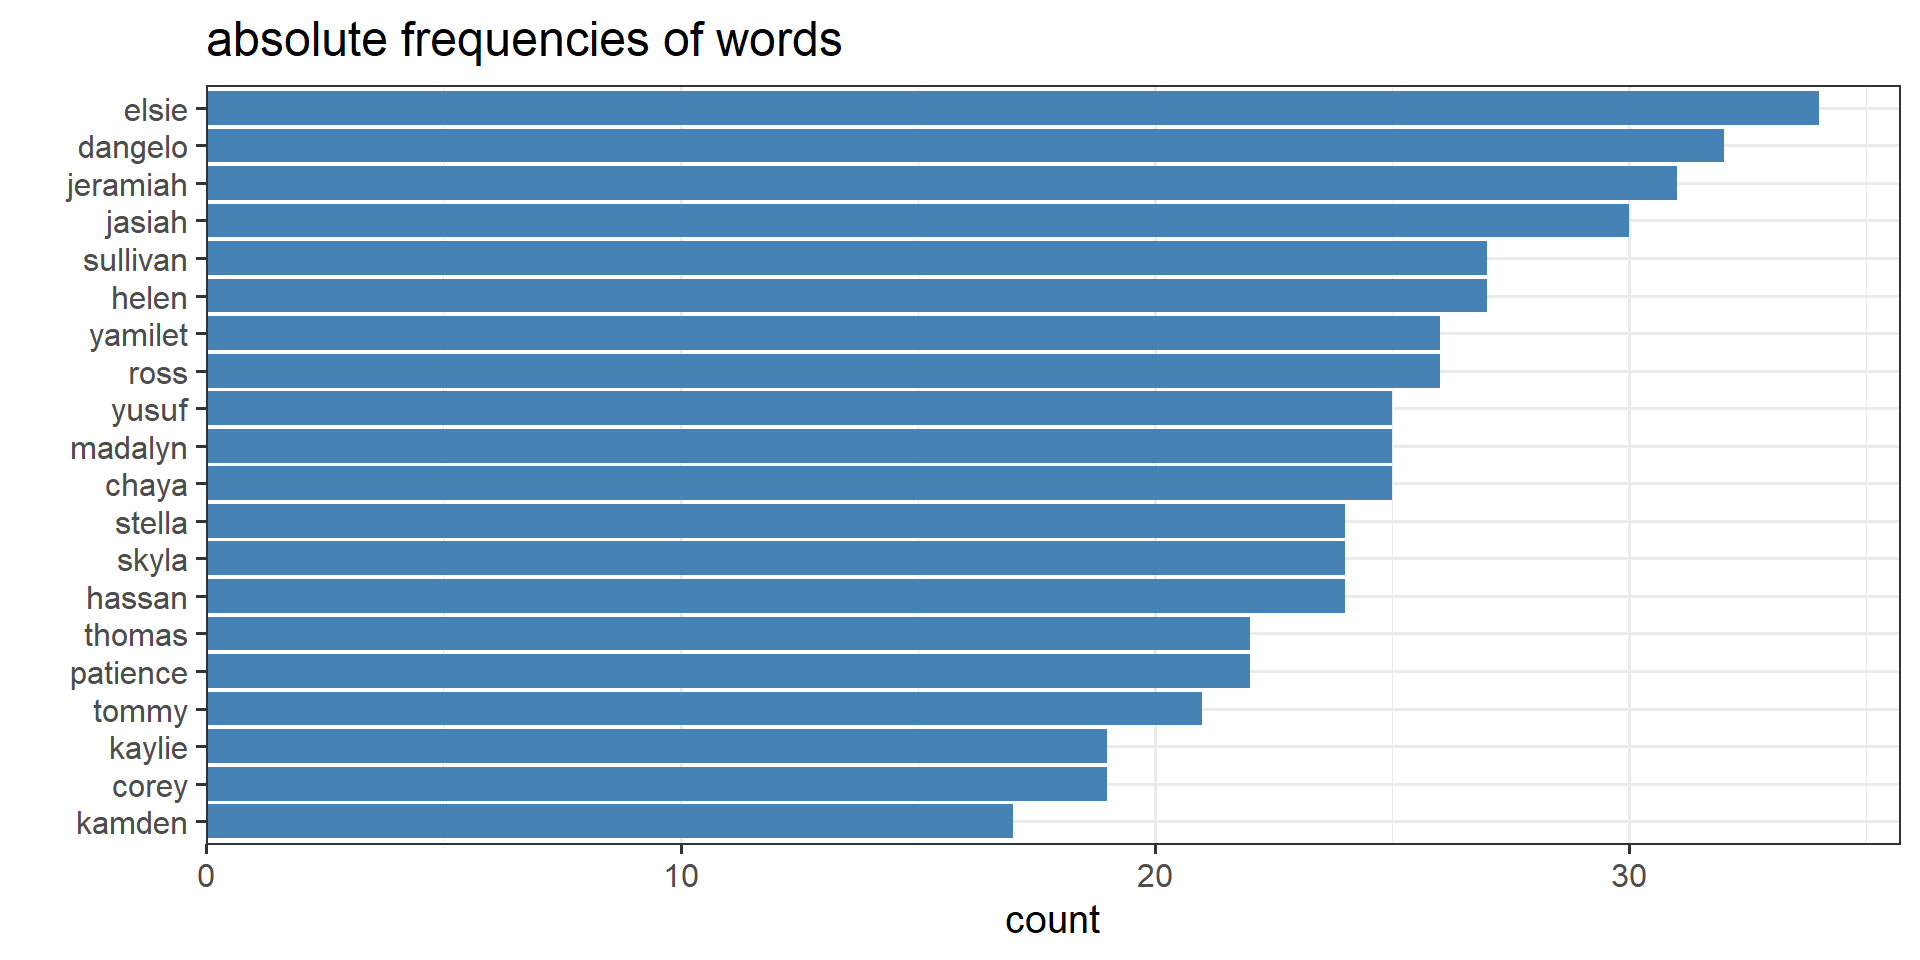 absolute frequencies of words
elsie
dangelo
jeramiah
jasiah
sullivan
helen
yamilet
ross
yusuf
madalyn
chaya
stella
skyla
hassan
thomas
patience
tommy
kaylie
corey
kamden
0 10 20 30
count